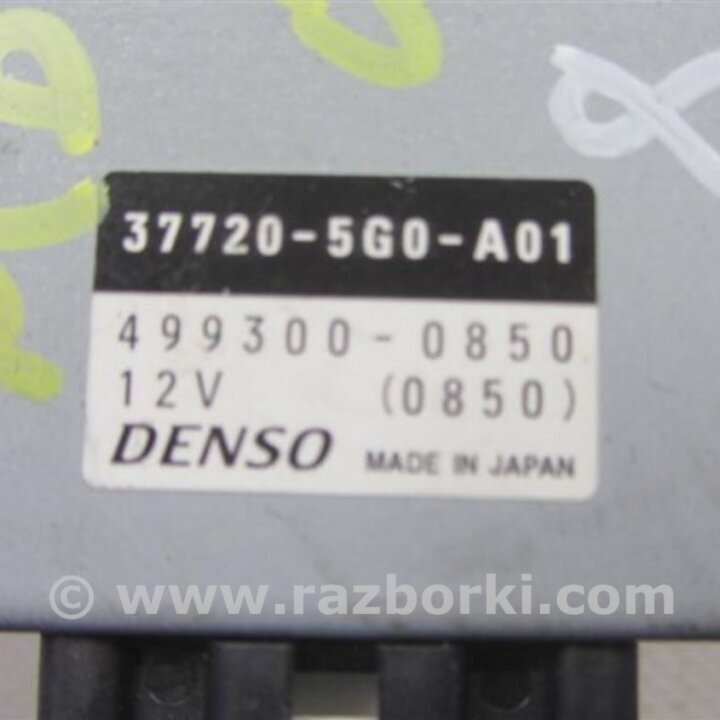 37720-5G0-A01
499300-0850
12V (0850)
DENSO MADE IN JAPAN
© www.razborki.com